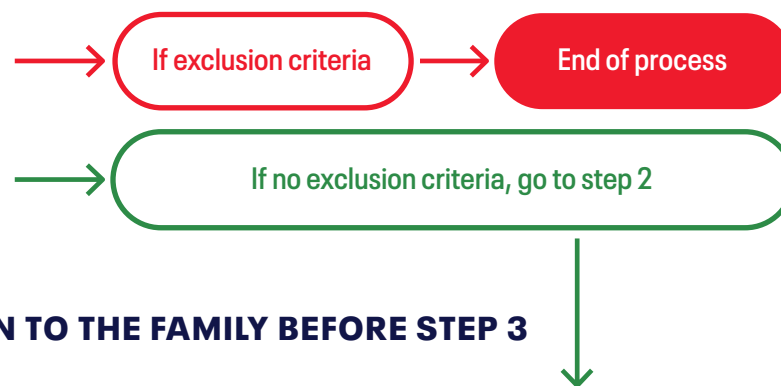 If exclusion criteria
End of process
If no exclusion criteria, go to step 2
N TO THE FAMILY BEFORE STEP 3